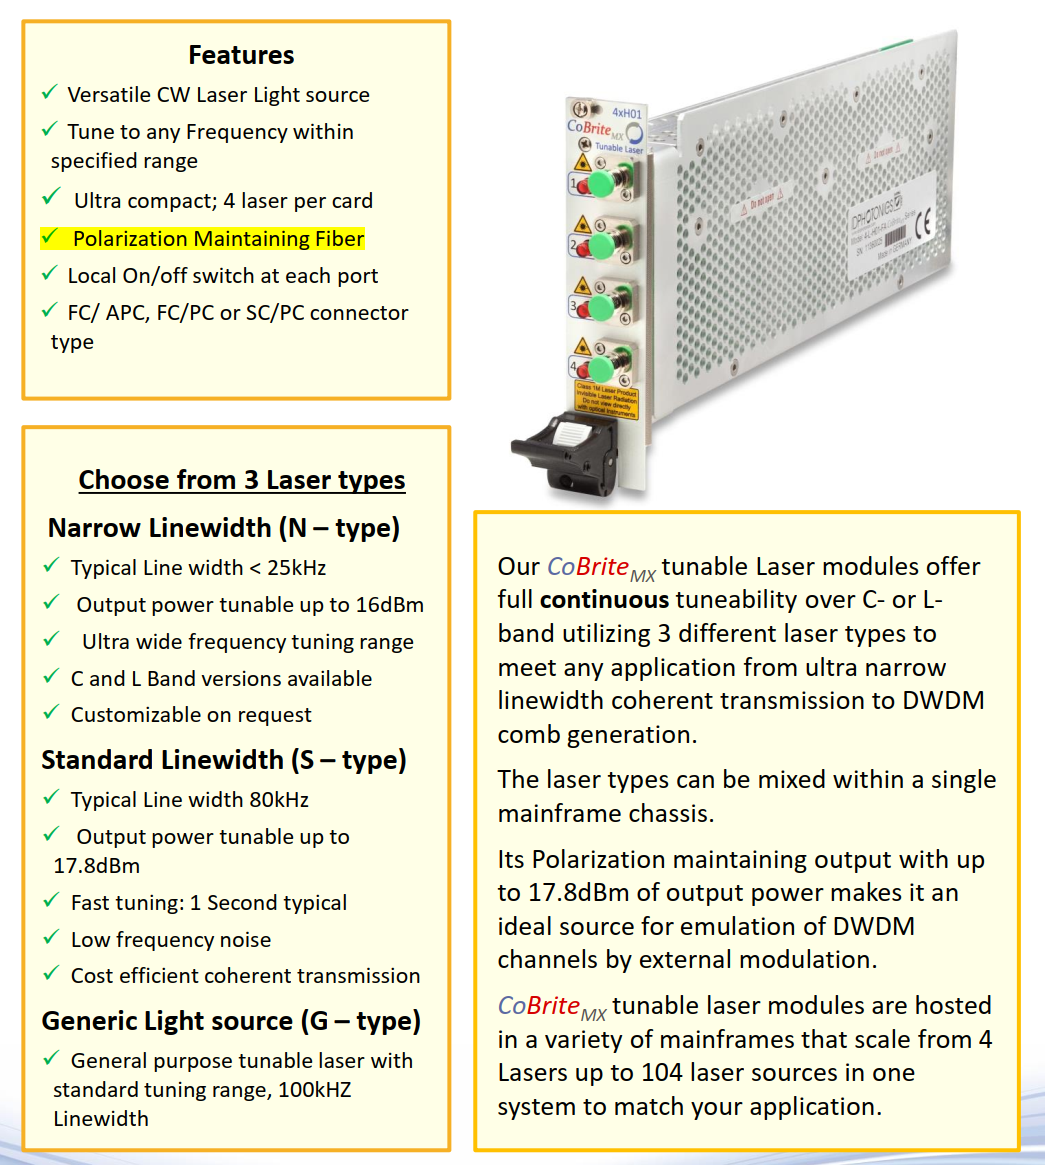 Features
✓ Versatile CW Laser Light source
✓ Tune to any Frequency within
specified range
✓ Ultra compact; 4 laser per card
✓ Polarization Maintaining Fiber
✓ Local On/off switch at each port
✓ FC/ APC, FC/PC or SC/PC connector
type
4xH01
CoBrite MX
Tunable Laser
1
2
3
4
Class 1M Laser Product
Invisible Laser Radiation
Do not view directly
with optical instruments
Do not open
Do not open
IDPHOTONICS
CE
Made in GERMANY
Choose from 3 Laser types
Narrow Linewidth (N – type)
✓ Typical Line width < 25kHz
✓ Output power tunable up to 16dBm
✓ Ultra wide frequency tuning range
✓ C and L Band versions available
✓ Customizable on request
Standard Linewidth (S – type)
✓ Typical Line width 80kHz
✓ Output power tunable up to
17.8dBm
✓ Fast tuning: 1 Second typical
✓ Low frequency noise
✓ Cost efficient coherent transmission
Generic Light source (G – type)
✓ General purpose tunable laser with
standard tuning range, 100kHZ
Linewidth
Our CoBrite MX tunable Laser modules offer
full continuous tuneability over C- or L-
band utilizing 3 different laser types to
meet any application from ultra narrow
linewidth coherent transmission to DWDM
comb generation.
The laser types can be mixed within a single
mainframe chassis.
Its Polarization maintaining output with up
to 17.8dBm of output power makes it an
ideal source for emulation of DWDM
channels by external modulation.
CoBrite MX tunable laser modules are hosted
in a variety of mainframes that scale from 4
Lasers up to 104 laser sources in one
system to match your application.